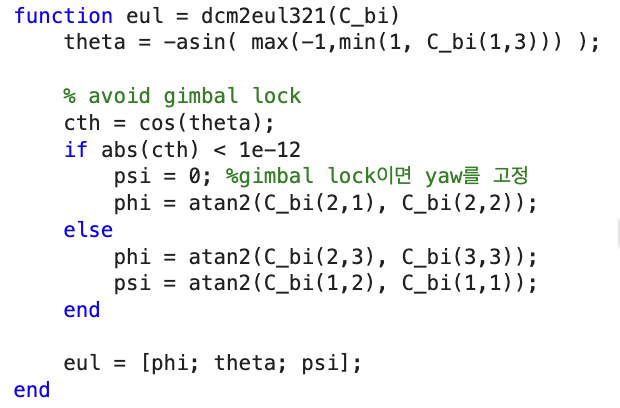 function eul = dcm2eul321(C_bi)
    theta = -asin( max(-1,min(1, C_bi(1,3))) );

    % avoid gimbal lock
    cth = cos(theta);
    if abs(cth) < 1e-12
        psi = 0; %gimbal lock이면 yaw를 고정
        phi = atan2(C_bi(2,1), C_bi(2,2));
    else
        phi = atan2(C_bi(2,3), C_bi(3,3));
        psi = atan2(C_bi(1,2), C_bi(1,1));
    end

    eul = [phi; theta; psi];
end